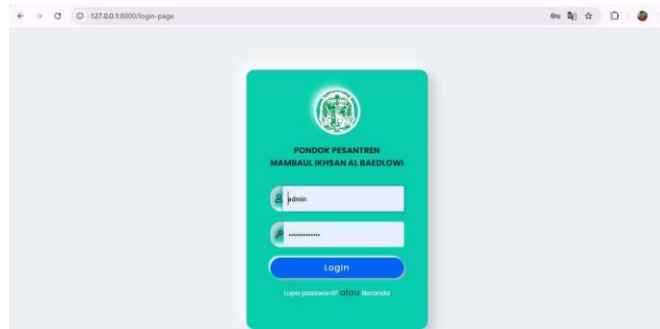 127.0.0.1:8000/login-page
PONDOK PESANTREN
MAMBAUL IKHSAN AL BAEDLOWI
admin
Login
Lupa password? atau Beranda